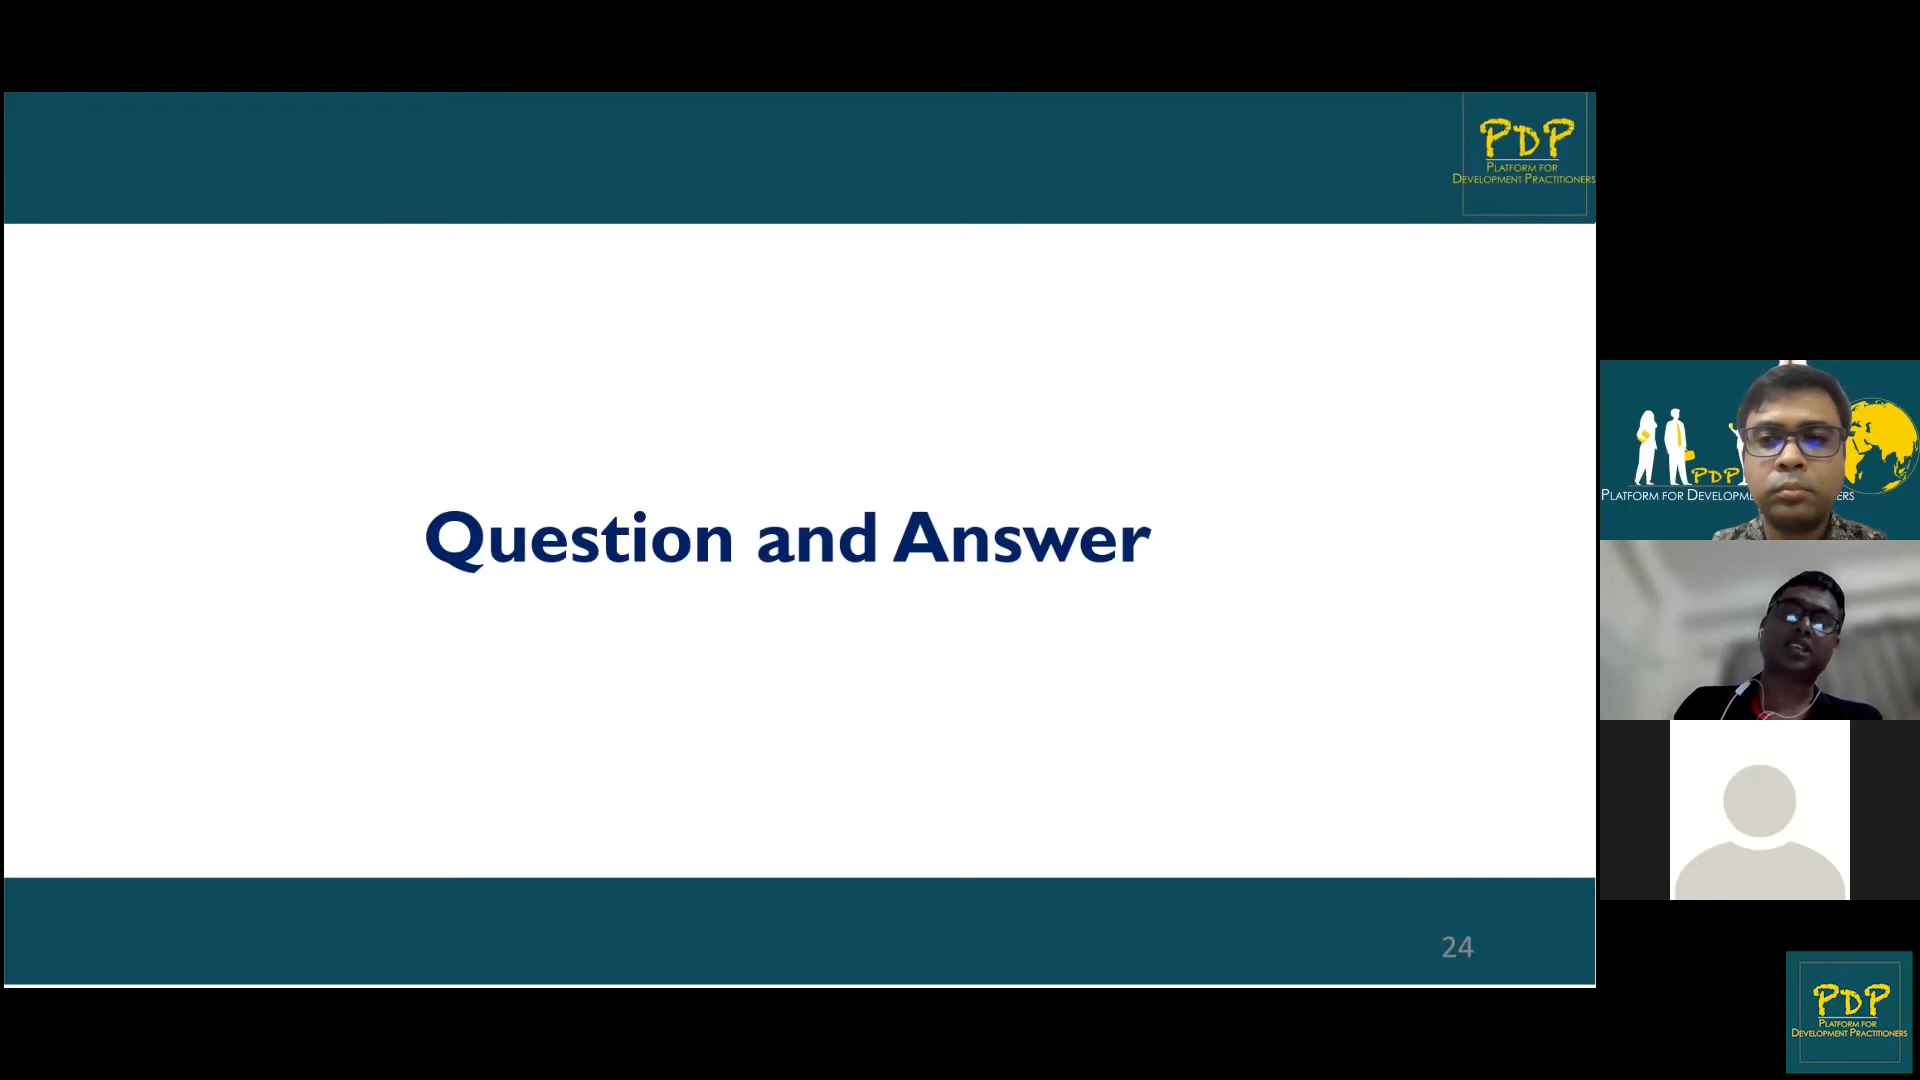 PDP
PLATFORM FOR
DEVELOPMENT PRACTITIONERS
Question and Answer
24
PDP
PLATFORM FOR DEVELOPM ERS
PDP
PLATFORM FOR
DEVELOPMENT PRACTITIONERS